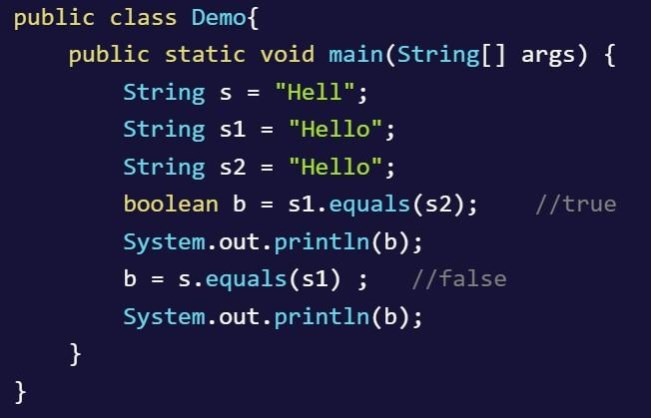 public class Demo{
    public static void main(String[] args) {
        String s = "Hell";
        String s1 = "Hello";
        String s2 = "Hello";
        boolean b = s1.equals(s2);    //true
        System.out.println(b);
        b = s.equals(s1) ;   //false
        System.out.println(b);
    }
}